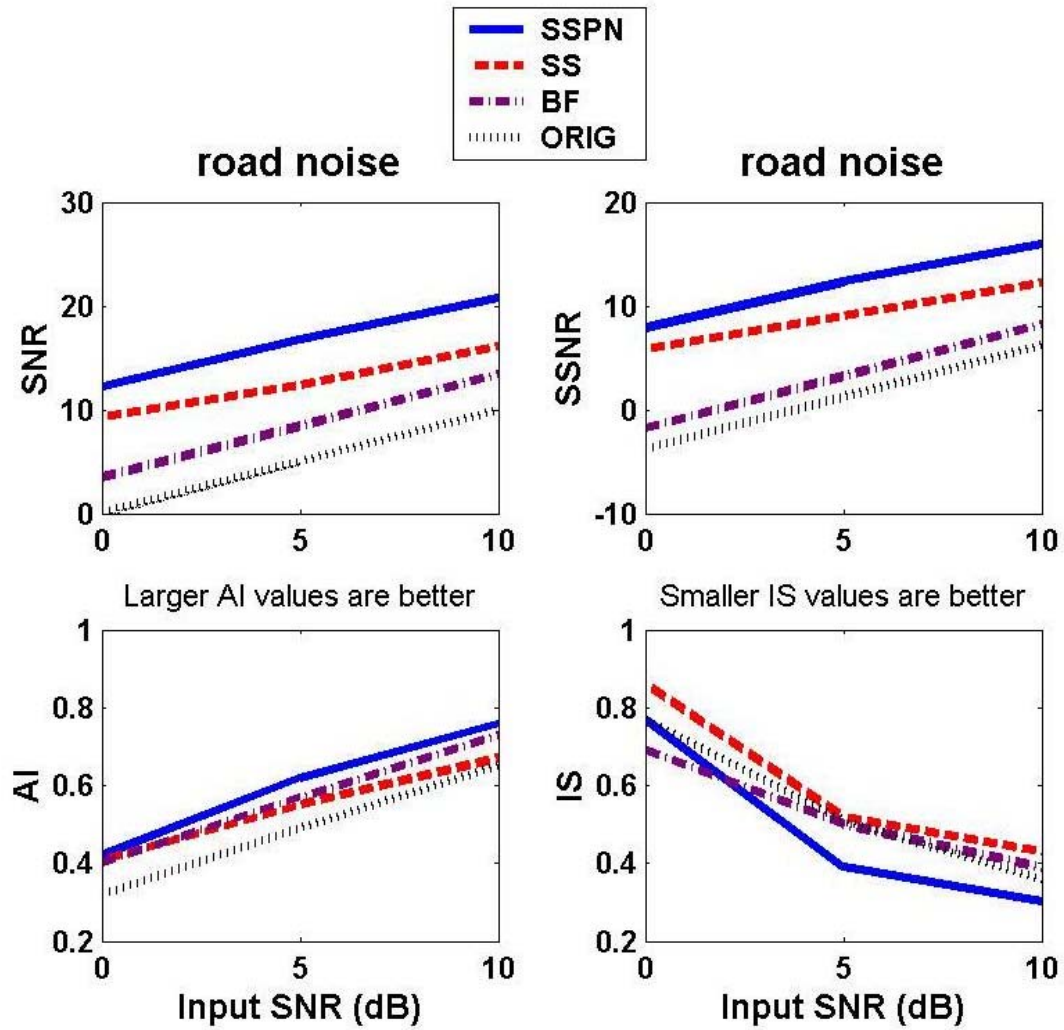 SSPN
SS
BF
ORIG
road noise
30
20
10
0
SNR
0 5 10
road noise
20
10
0
-10
SSNR
0 5 10
Larger AI values are better
1
0.8
0.6
0.4
0.2
AI
0 5 10
Input SNR (dB)
Smaller IS values are better
1
0.8
0.6
0.4
0.2
IS
0 5 10
Input SNR (dB)